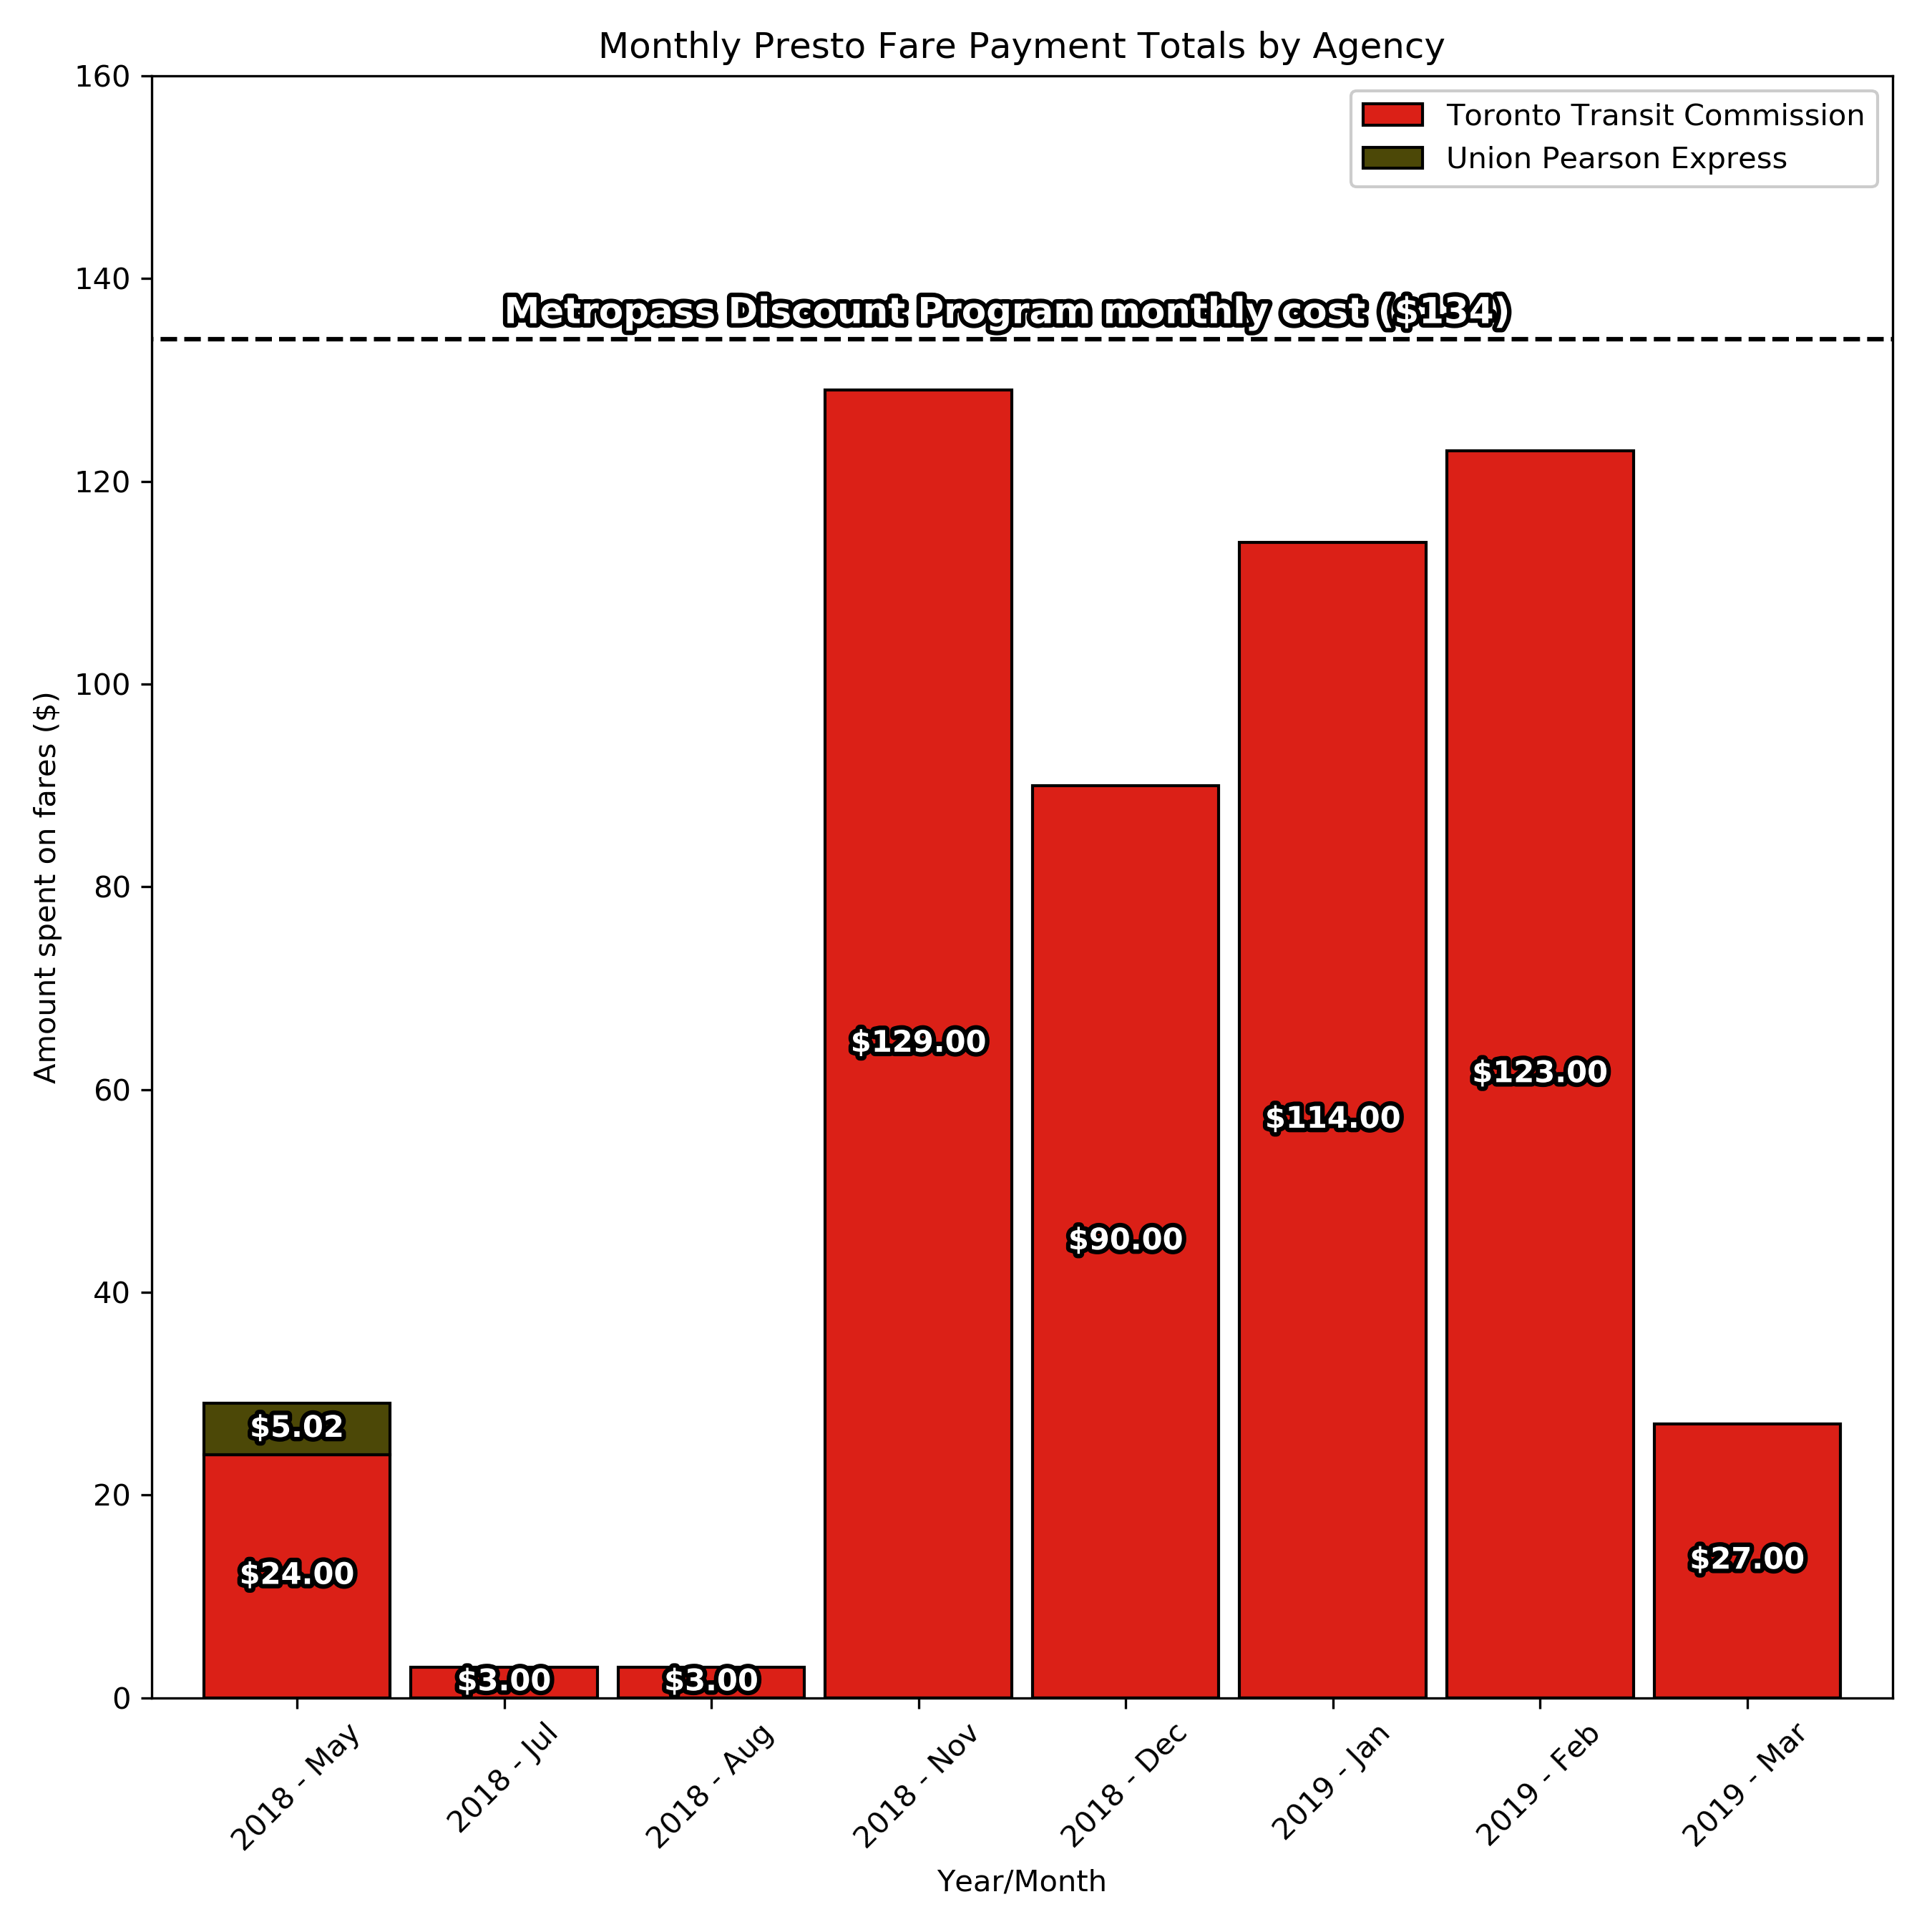 Monthly Presto Fare Payment Totals by Agency
160
140
120
100
80
60
40
20
0
Amount spent on fares ($)
Toronto Transit Commission
Union Pearson Express
Metropass Discount Program monthly cost ($134)
$5.02
$24.00
$3.00
$3.00
$129.00
$90.00
$114.00
$123.00
$27.00
2018 - May
2018 - Jul
2018 - Aug
2018 - Nov
2018 - Dec
2019 - Jan
2019 - Feb
2019 - Mar
Year/Month